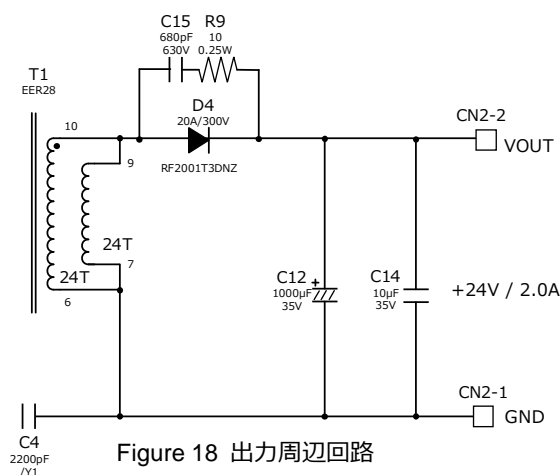 C15
680pF
630V
R9
10
0.25W
T1
EER28
D4
20A/300V
RF2001T3DNZ
10
9
24T
7
24T
6
CN2-2
VOUT
C12
1000μF
35V
+
C14
10μF
35V
+24V / 2.0A
CN2-1
GND
C4
2200pF
/Y1
Figure 18 出力周辺回路